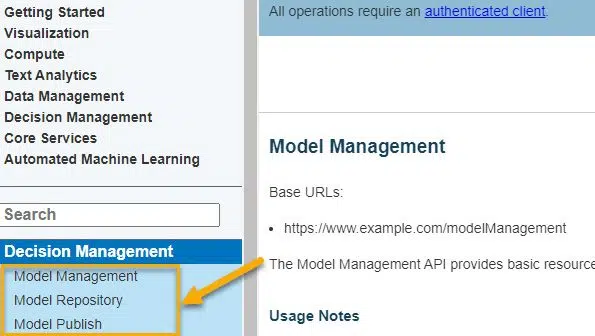 Getting Started
Visualization
Compute
Text Analytics
Data Management
Decision Management
Core Services
Automated Machine Learning
Search
Decision Management
Model Management
Model Repository
Model Publish
All operations require an authenticated client.
Model Management
Base URLs:
• https://www.example.com/modelManagement
The Model Management API provides basic resource
Usage Notes